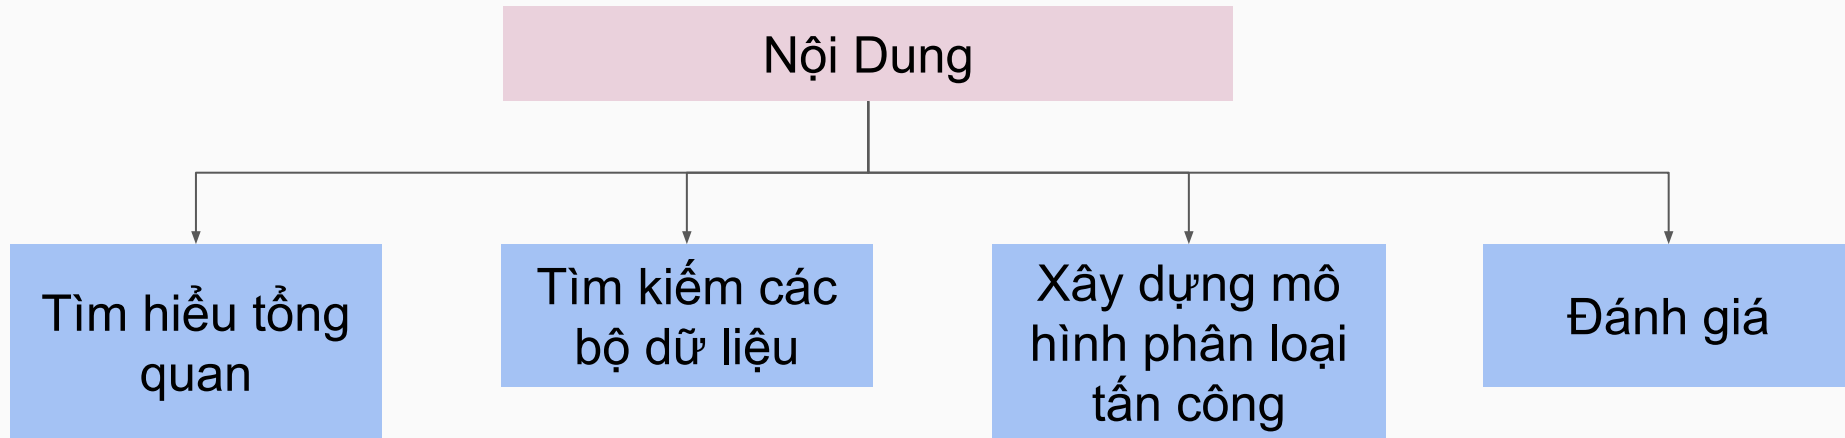 Nội Dung
Tìm hiểu tổng
quan
Tìm kiếm các
bộ dữ liệu
Xây dựng mô
hình phân loại
tấn công
Đánh giá